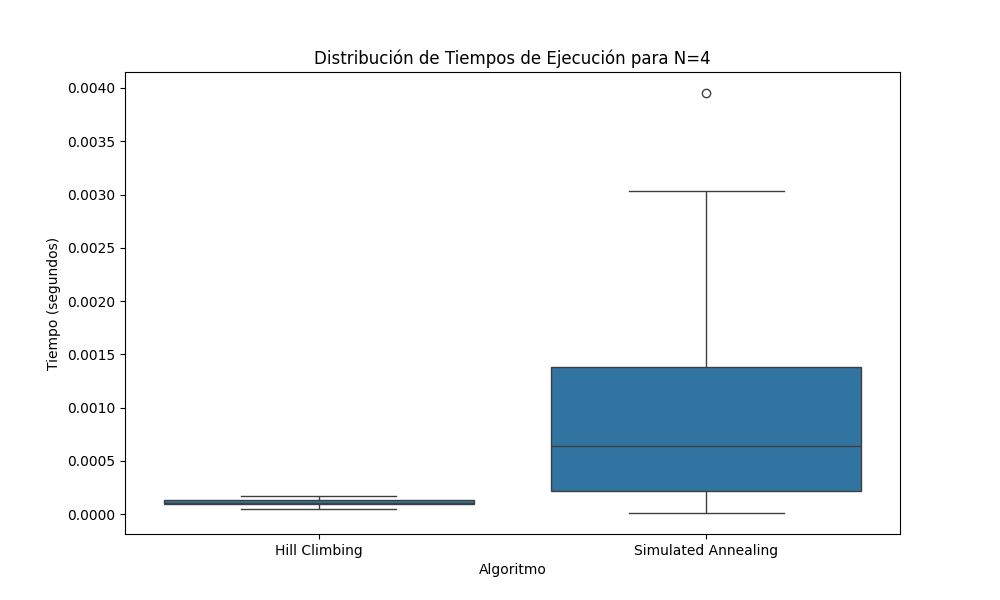 Distribución de Tiempos de Ejecución para N=4
Tiempo (segundos)
0.0040
0.0035
0.0030
0.0025
0.0020
0.0015
0.0010
0.0005
0.0000
Hill Climbing
Simulated Annealing
Algoritmo